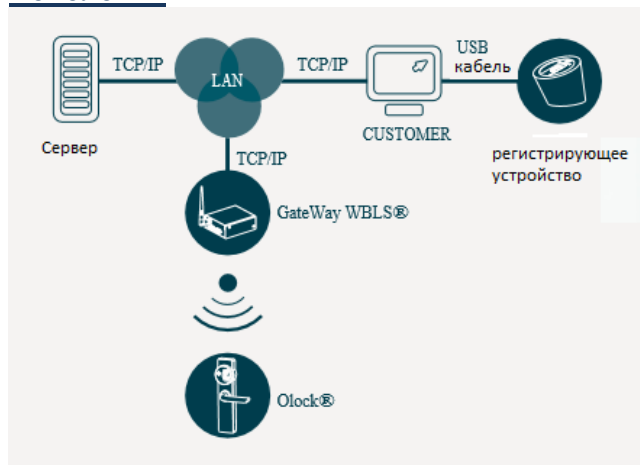 TCP/IP
LAN
TCP/IP
USB
кабель
Сервер
CUSTOMER
регистрирующее
устройство
TCP/IP
GateWay WBLS®
Olock®